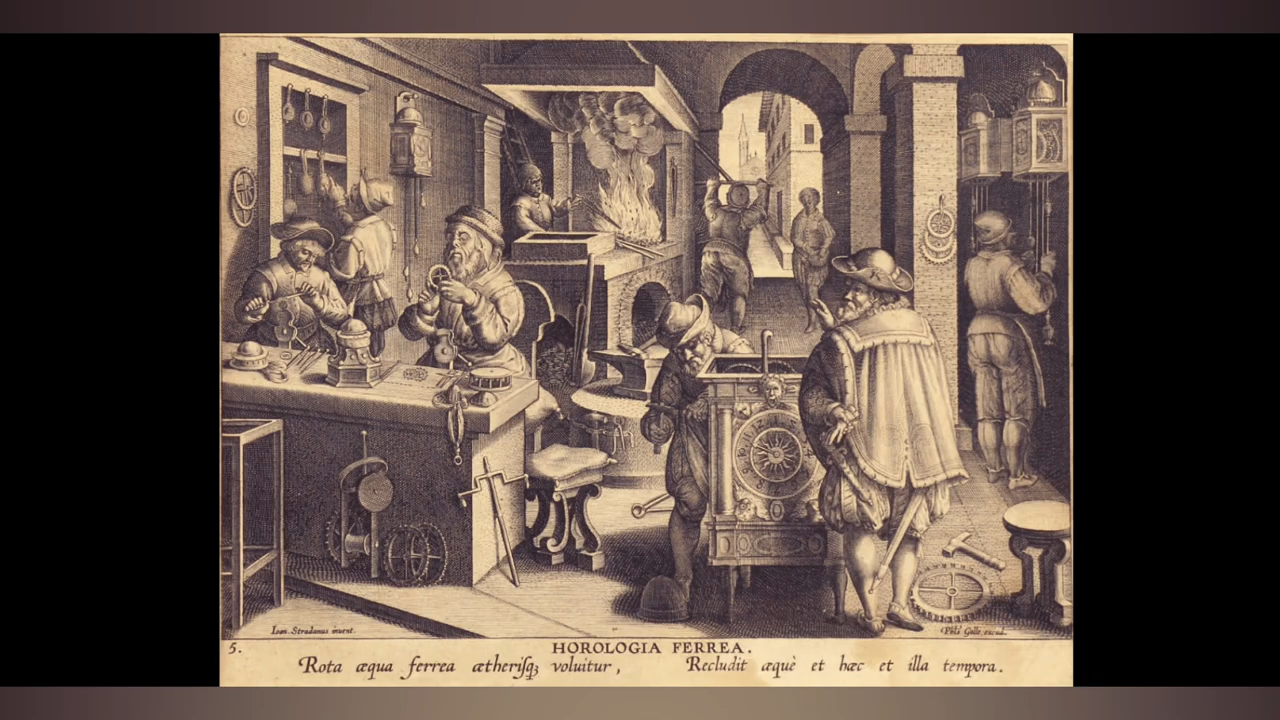 Ioan. Stradanus invent.
Phls Galle excud.
5.
HOROLOGIA FERREA.
Rota æqua ferrea ætherisq₃ voluitur,
Recludit æquè et hæc et illa tempora.